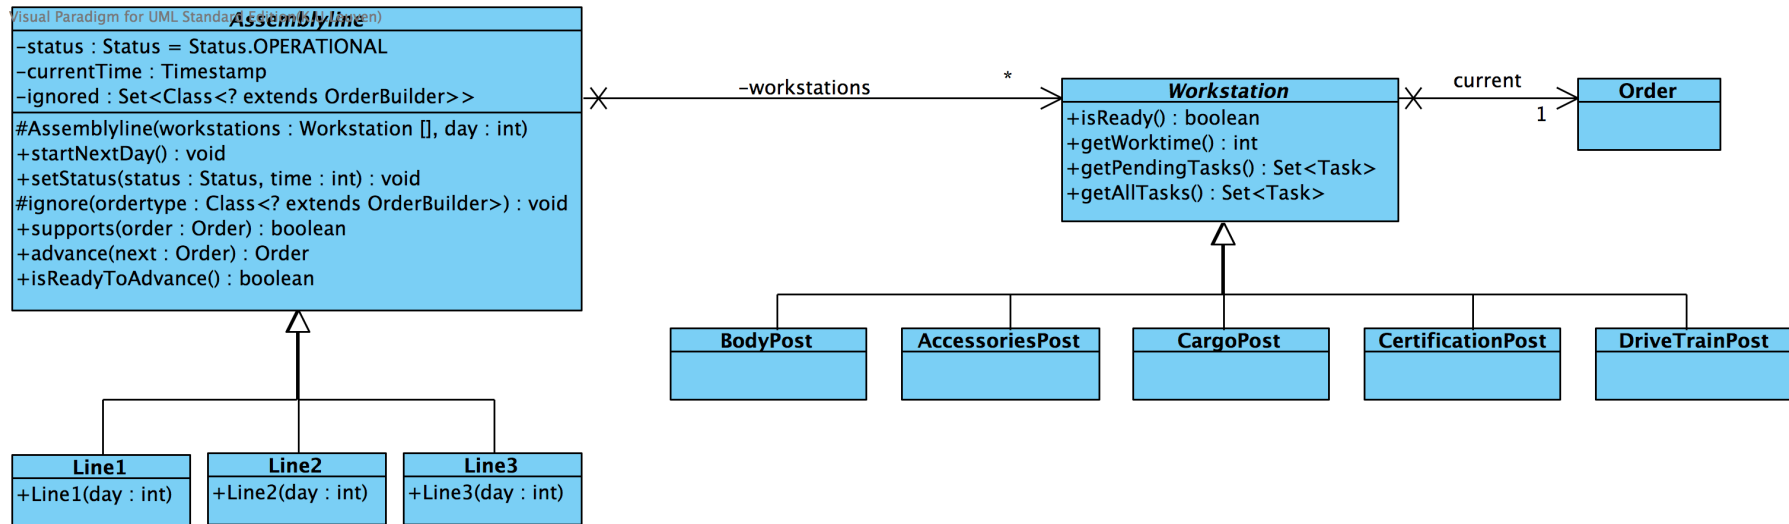 Visual Paradigm for UML Standard Edition(K.U.Leuven)
Assemblyline
-status : Status = Status.OPERATIONAL
-currentTime : Timestamp
-ignored : Set<Class<? extends OrderBuilder>>
#Assemblyline(workstations : Workstation [], day : int)
+startNextDay() : void
+setStatus(status : Status, time : int) : void
#ignore(ordertype : Class<? extends OrderBuilder>) : void
+supports(order : Order) : boolean
+advance(next : Order) : Order
+isReadyToAdvance() : boolean
-workstations
*
Workstation
+isReady() : boolean
+getWorktime() : int
+getPendingTasks() : Set<Task>
+getAllTasks() : Set<Task>
current
1
Order
BodyPost
AccessoriesPost
CargoPost
CertificationPost
DriveTrainPost
Line1
+Line1(day : int)
Line2
+Line2(day : int)
Line3
+Line3(day : int)